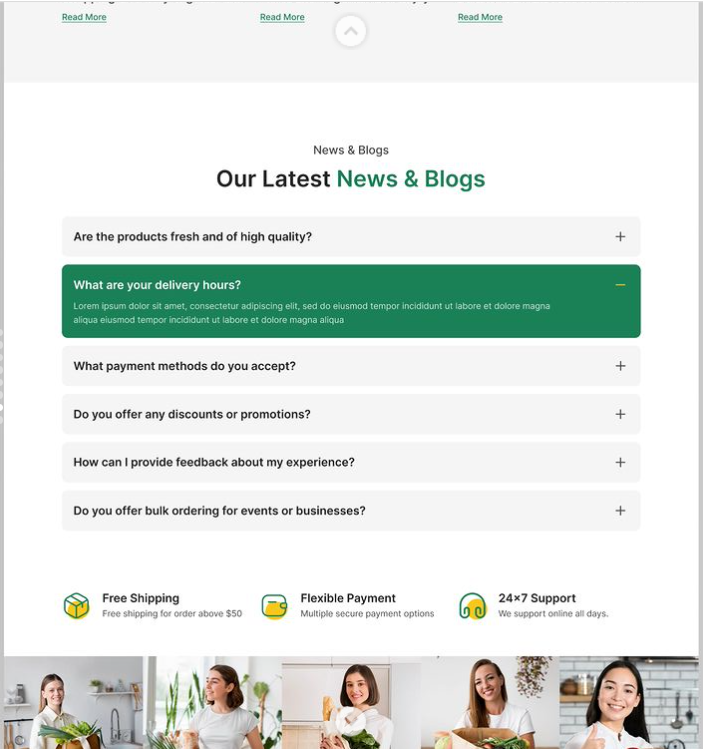 Read More
Read More
Read More
News & Blogs
Our Latest News & Blogs
Are the products fresh and of high quality?
What are your delivery hours?
Lorem ipsum dolor sit amet, consectetur adipiscing elit, sed do eiusmod tempor incididunt ut labore et dolore magna
aliqua eiusmod tempor incididunt ut labore et dolore magna aliqua
What payment methods do you accept?
Do you offer any discounts or promotions?
How can I provide feedback about my experience?
Do you offer bulk ordering for events or businesses?
Free Shipping
Free shipping for order above $50
Flexible Payment
Multiple secure payment options
24×7 Support
We support online all days.